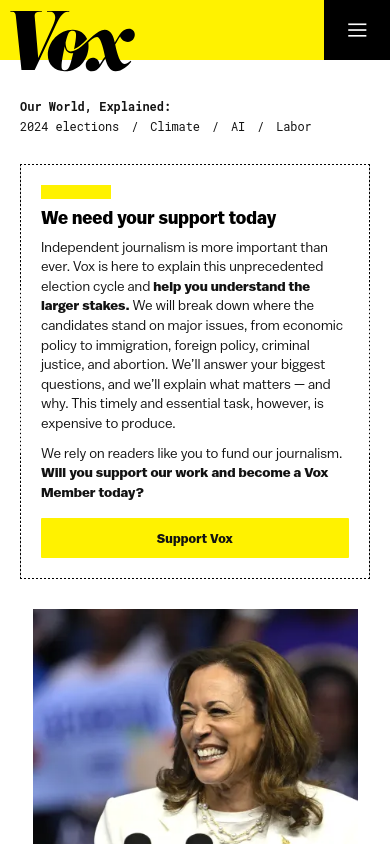 Vox
Our World, Explained:
2024 elections / Climate / AI / Labor
We need your support today
Independent journalism is more important than
ever. Vox is here to explain this unprecedented
election cycle and help you understand the
larger stakes. We will break down where the
candidates stand on major issues, from economic
policy to immigration, foreign policy, criminal
justice, and abortion. We’ll answer your biggest
questions, and we’ll explain what matters — and
why. This timely and essential task, however, is
expensive to produce.
We rely on readers like you to fund our journalism.
Will you support our work and become a Vox
Member today?
Support Vox